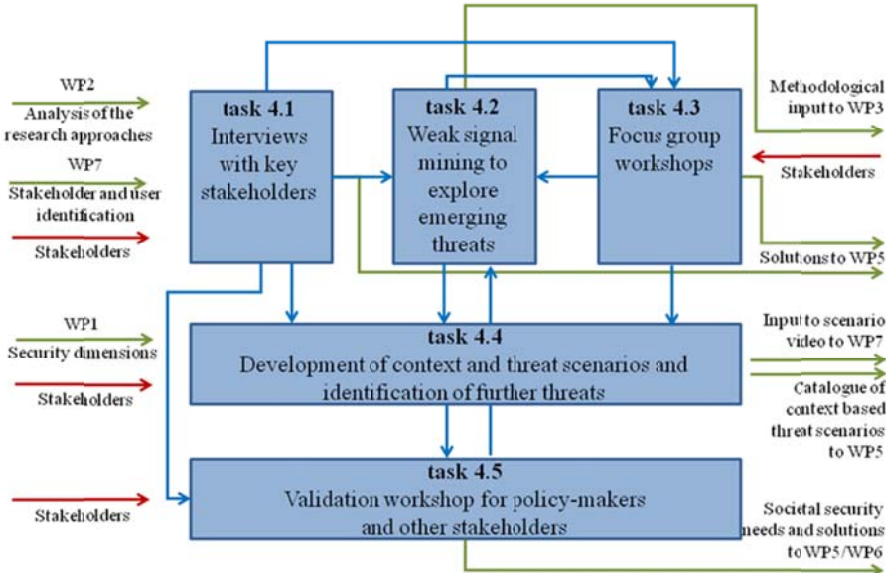 WP2
Analysis of the
research approaches
WP7
Stakeholder and user
identification
Stakeholders
task 4.1
Interviews
with key
stakeholders
task 4.2
Weak signal
mining to
explore
emerging
threats
task 4.3
Focus group
workshops
Methodological
input to WP3
Stakeholders
Solutions to WP5
WP1
Security dimensions
Stakeholders
task 4.4
Development of context and threat scenarios and
identification of further threats
Input to scenario
video to WP7
Catalogue of
context based
threat scenarios
to WP5
Stakeholders
task 4.5
Validation workshop for policy-makers
and other stakeholders
Societal security
needs and solutions
to WP5/WP6